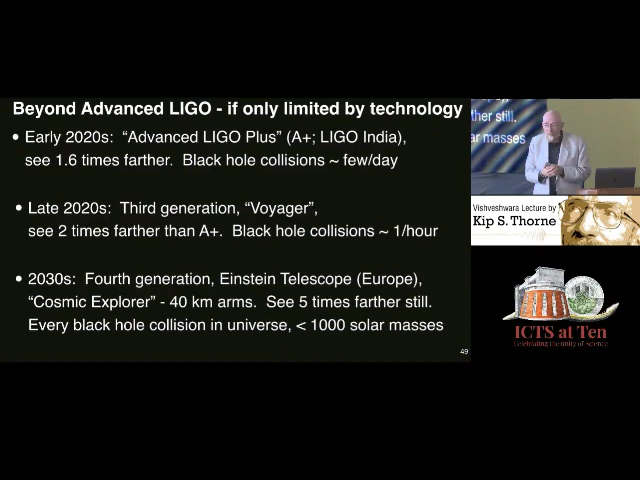 Beyond Advanced LIGO - if only limited by technology
• Early 2020s: “Advanced LIGO Plus” (A+; LIGO India),
see 1.6 times farther. Black hole collisions ~ few/day
• Late 2020s: Third generation, “Voyager”,
see 2 times farther than A+. Black hole collisions ~ 1/hour
• 2030s: Fourth generation, Einstein Telescope (Europe),
“Cosmic Explorer” - 40 km arms. See 5 times farther still.
Every black hole collision in universe, < 1000 solar masses
49
ther still.
ar masses
Vishveshwara Lecture by
Kip S. Thorne
ICTS at Ten
Celebrating the unity of Science